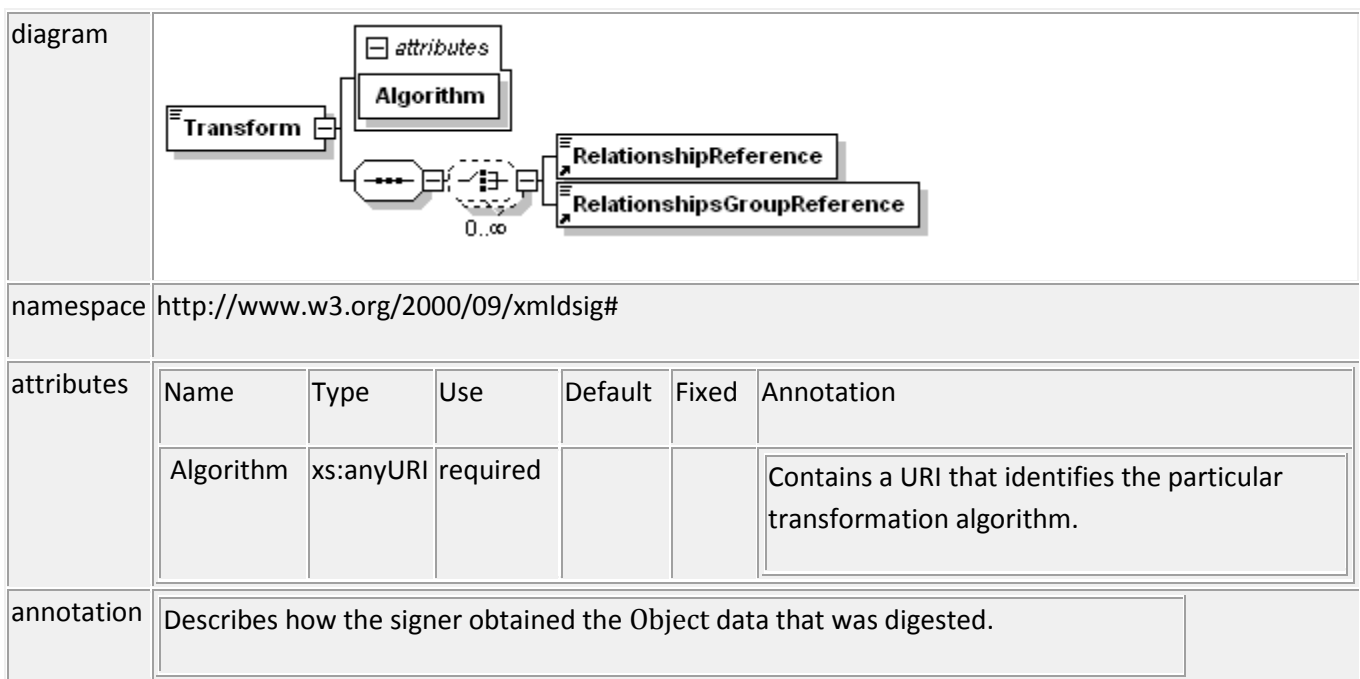 diagram
attributes
Algorithm
Transform
RelationshipReference
RelationshipsGroupReference
0..∞
namespace http://www.w3.org/2000/09/xmldsig#
attributes
Name Type Use Default Fixed Annotation
Algorithm xs:anyURI required Contains a URI that identifies the particular
transformation algorithm.
annotation Describes how the signer obtained the Object data that was digested.